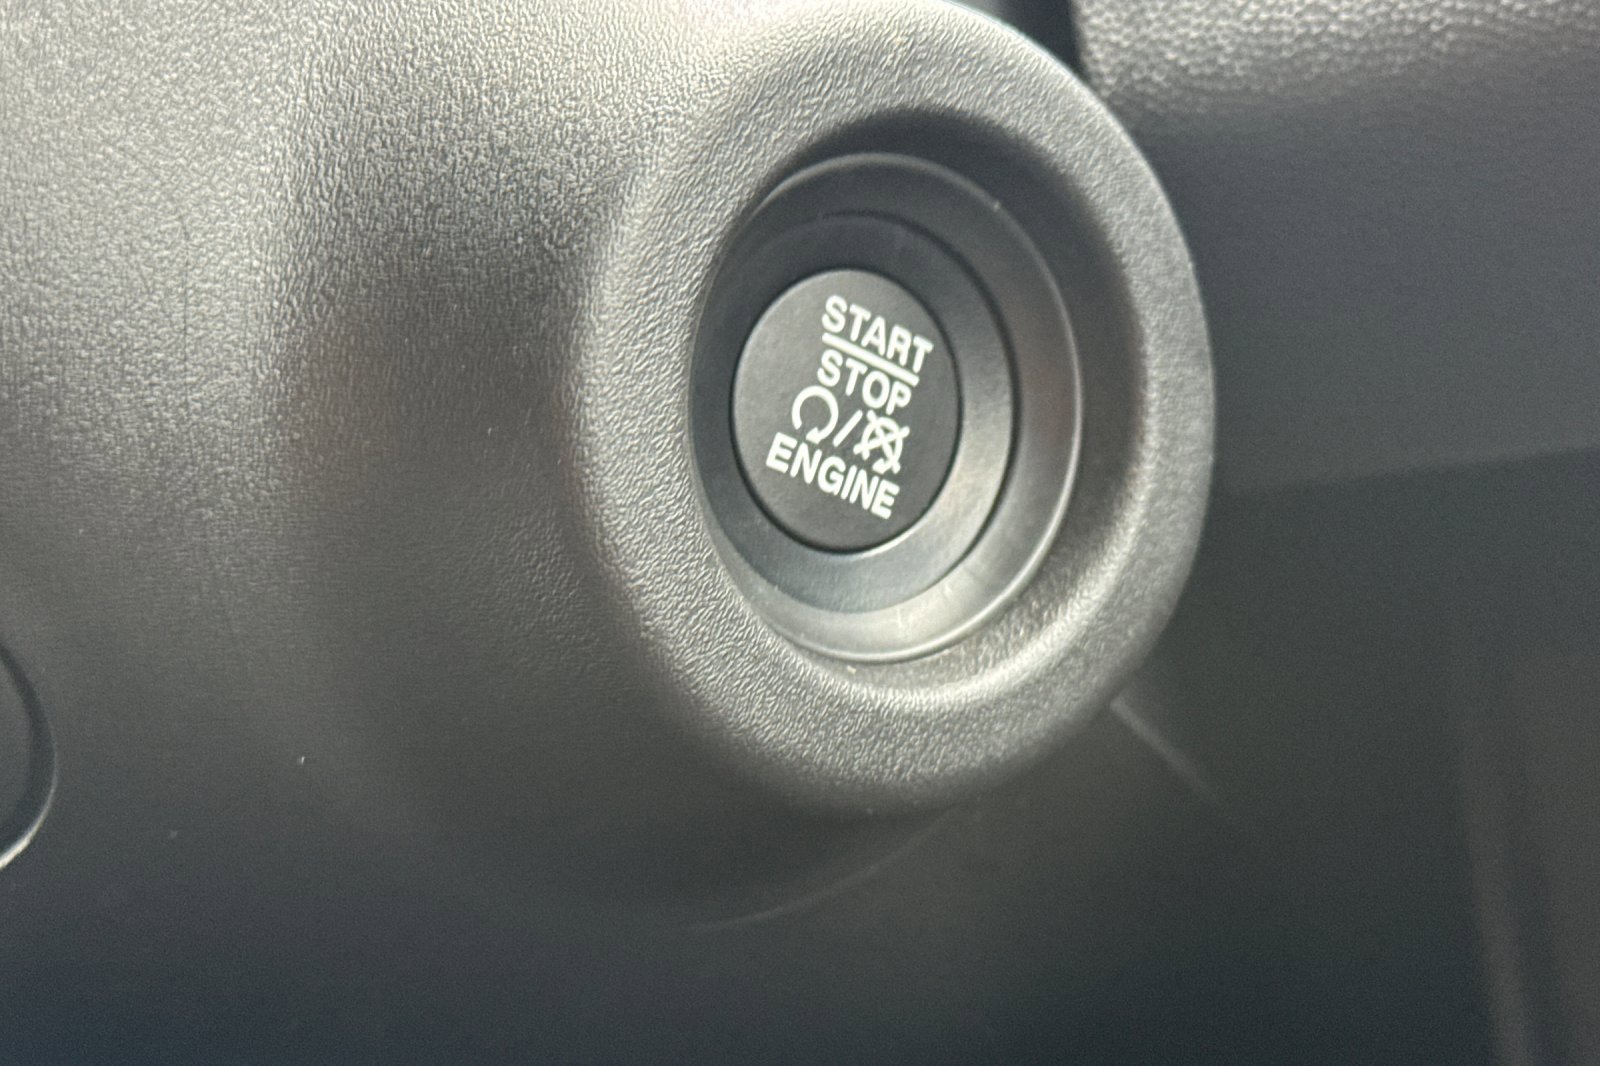 START
STOP
/
ENGINE